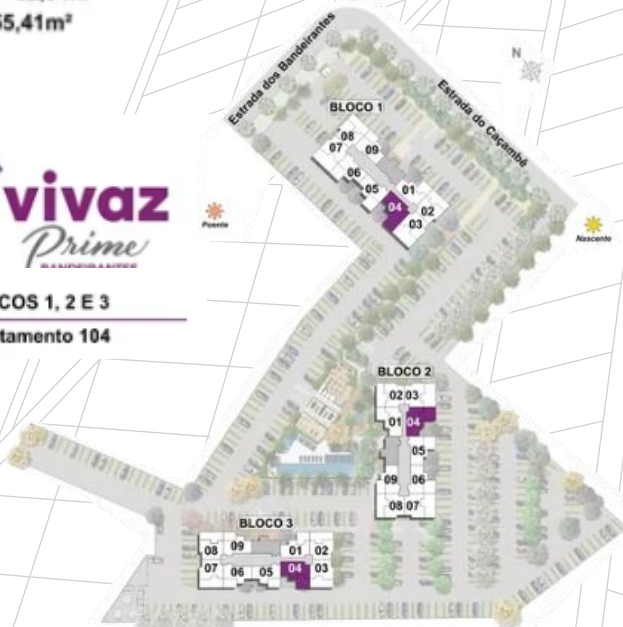 55,41m²
vivaz
Prime
BANDEIRANTES
COS 1, 2 E 3
tamento 104
Estrada dos Bandeirantes
Estrada do Caçambê
N
Poente
Nascente
BLOCO 1
08
07
09
06
05
01
04
02
03
BLOCO 2
02 03
01
04
05
09
06
08 07
BLOCO 3
08
09
01
02
07
06
05
04
03